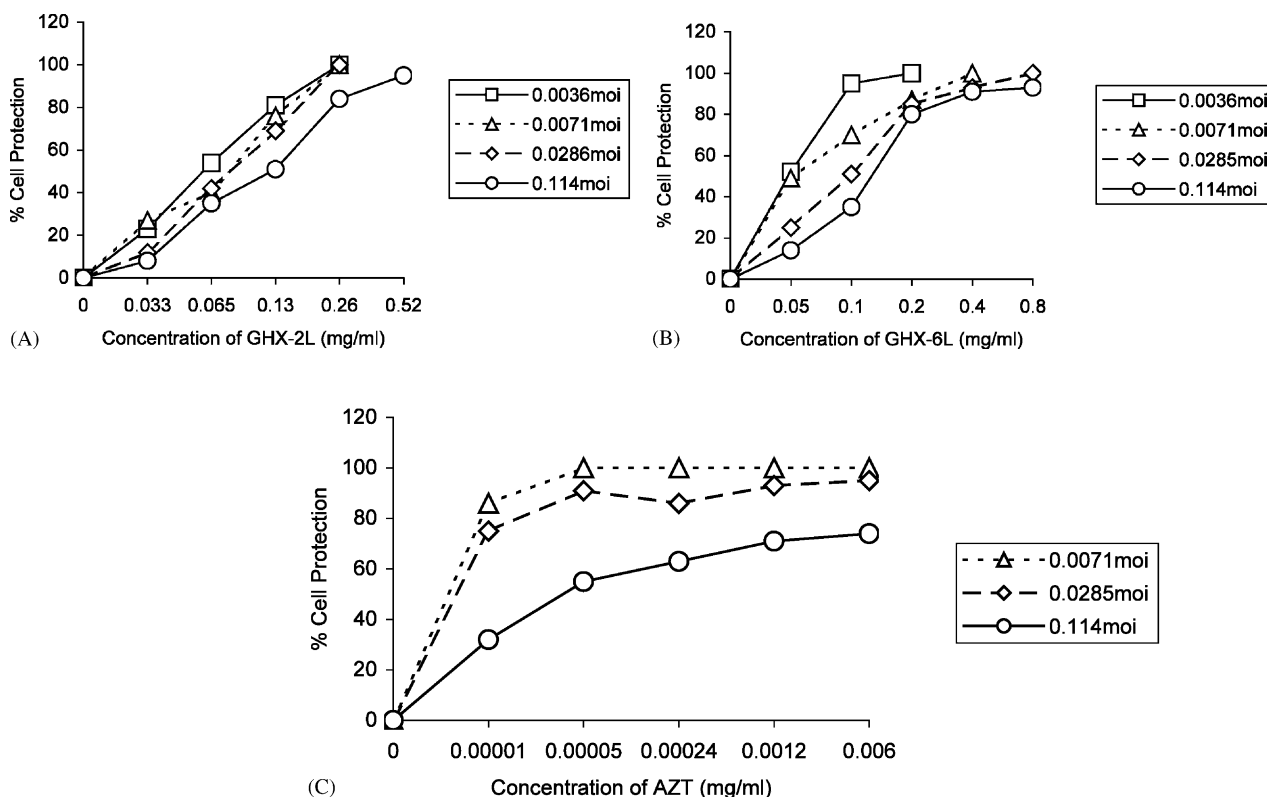 120
100
80
60
40
20
0
% Cell Protection
0 0.033 0.065 0.13 0.26 0.52
Concentration of GHX-2L (mg/ml)
(A)
0.0036moi
0.0071moi
0.0286moi
0.114moi
120
100
80
60
40
20
0
% Cell Protection
0 0.05 0.1 0.2 0.4 0.8
Concentration of GHX-6L (mg/ml)
(B)
0.0036moi
0.0071moi
0.0285moi
0.114moi
120
100
80
60
40
20
0
% Cell Protection
0 0.00001 0.00005 0.00024 0.0012 0.006
Concentration of AZT (mg/ml)
(C)
0.0071moi
0.0285moi
0.114moi